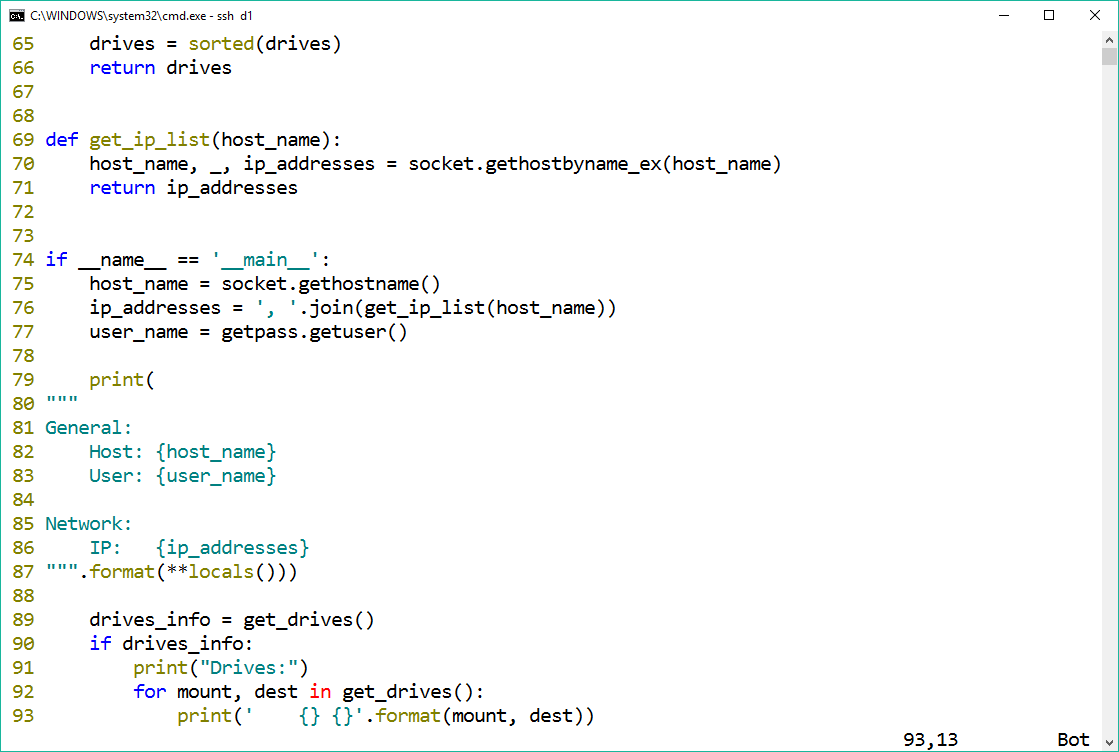 C:\WINDOWS\system32\cmd.exe - ssh  d1
65     drives = sorted(drives)
66     return drives
67
68
69 def get_ip_list(host_name):
70     host_name, _, ip_addresses = socket.gethostbyname_ex(host_name)
71     return ip_addresses
72
73
74 if __name__ == '__main__':
75     host_name = socket.gethostname()
76     ip_addresses = ', '.join(get_ip_list(host_name))
77     user_name = getpass.getuser()
78
79     print(
80 """
81 General:
82     Host: {host_name}
83     User: {user_name}
84
85 Network:
86     IP:   {ip_addresses}
87 """.format(**locals()))
88
89     drives_info = get_drives()
90     if drives_info:
91         print("Drives:")
92         for mount, dest in get_drives():
93             print('    {} {}'.format(mount, dest))
93,13         Bot